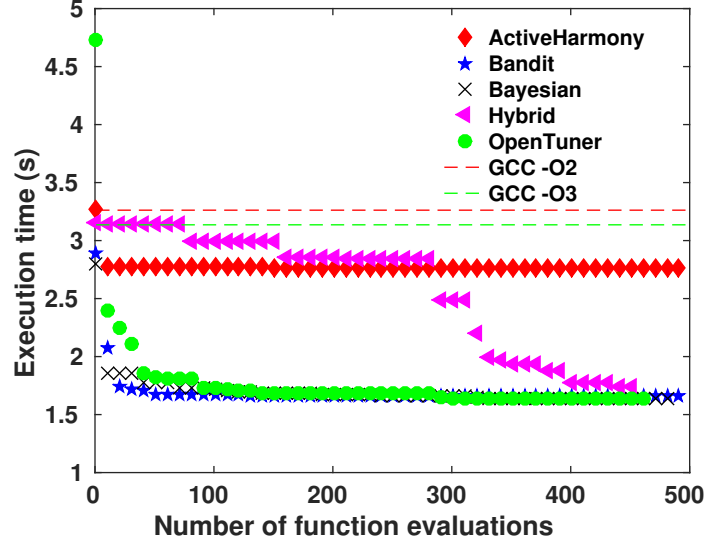 5
4.5
4
3.5
3
2.5
2
1.5
1
0
100
200
300
400
500
Execution time (s)
Number of function evaluations
ActiveHarmony
Bandit
Bayesian
Hybrid
OpenTuner
GCC -O2
GCC -O3